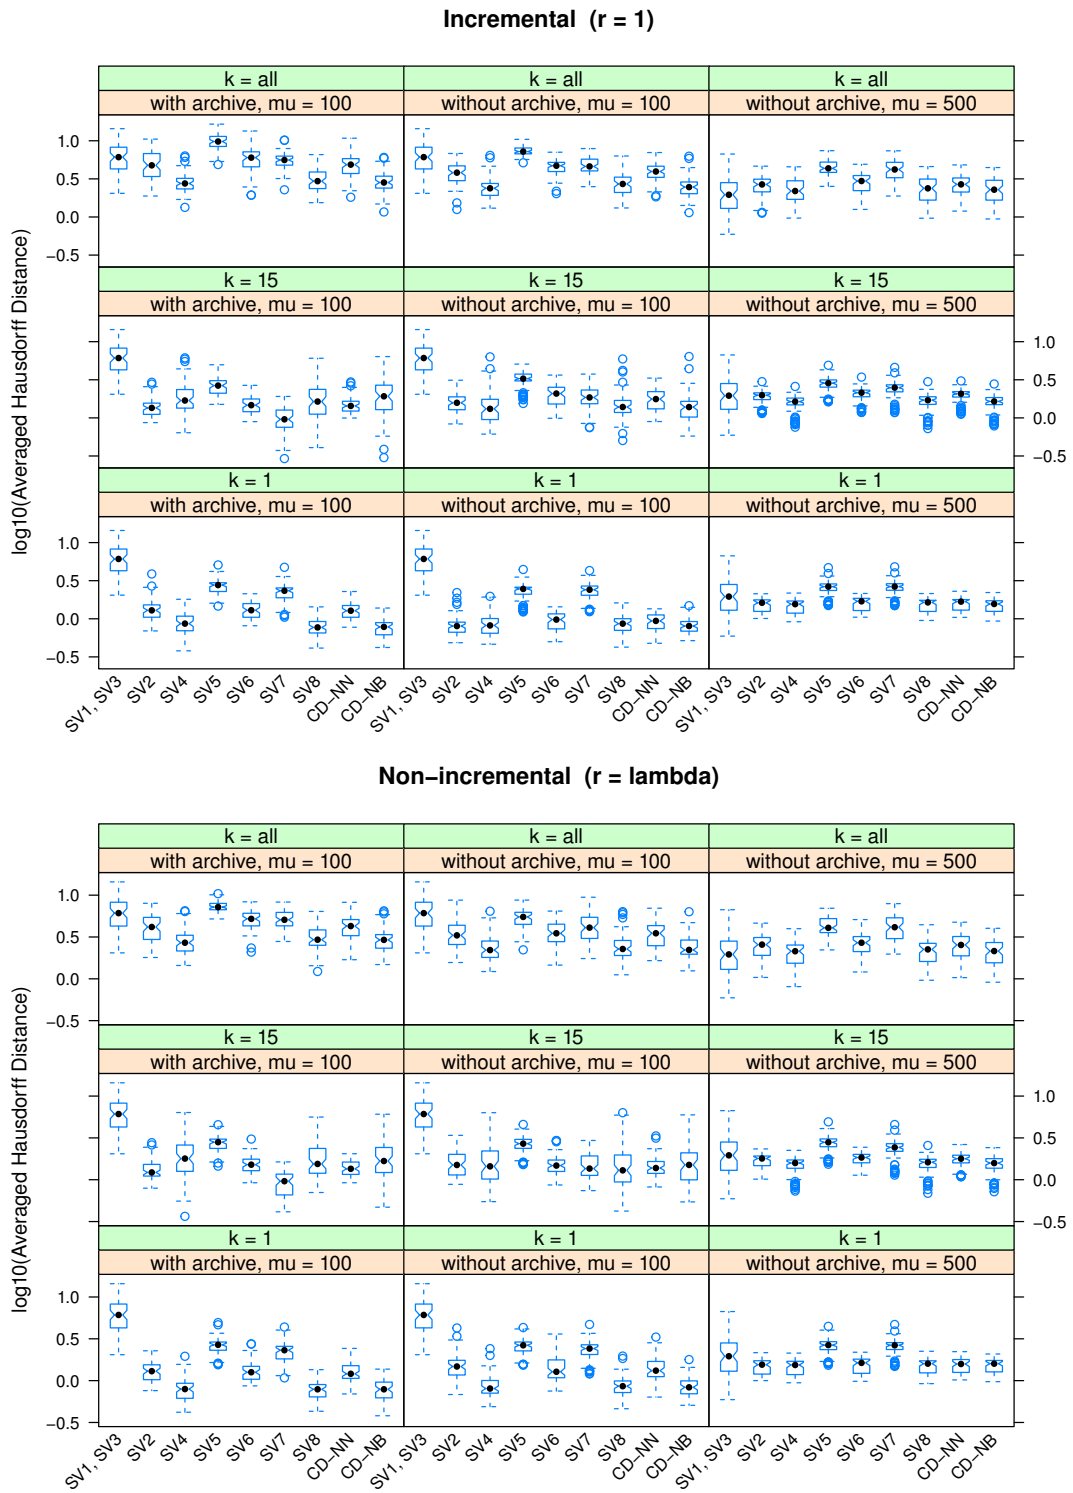 Incremental (r = 1)
k = all k = all k = all
with archive, mu = 100 without archive, mu = 100 without archive, mu = 500
1.0
0.5
0.0
−0.5
k = 15 k = 15 k = 15
with archive, mu = 100 without archive, mu = 100 without archive, mu = 500
1.0
0.5
0.0
−0.5
k = 1 k = 1 k = 1
with archive, mu = 100 without archive, mu = 100 without archive, mu = 500
1.0
0.5
0.0
−0.5
log10(Averaged Hausdorff Distance)
SV1, SV3 SV2 SV4 SV5 SV6 SV7 SV8 CD−NN CD−NB SV1, SV3 SV2 SV4 SV5 SV6 SV7 SV8 CD−NN CD−NB SV1, SV3 SV2 SV4 SV5 SV6 SV7 SV8 CD−NN CD−NB
Non−incremental (r = lambda)
k = all k = all k = all
with archive, mu = 100 without archive, mu = 100 without archive, mu = 500
1.0
0.5
0.0
−0.5
k = 15 k = 15 k = 15
with archive, mu = 100 without archive, mu = 100 without archive, mu = 500
1.0
0.5
0.0
−0.5
k = 1 k = 1 k = 1
with archive, mu = 100 without archive, mu = 100 without archive, mu = 500
1.0
0.5
0.0
−0.5
log10(Averaged Hausdorff Distance)
SV1, SV3 SV2 SV4 SV5 SV6 SV7 SV8 CD−NN CD−NB SV1, SV3 SV2 SV4 SV5 SV6 SV7 SV8 CD−NN CD−NB SV1, SV3 SV2 SV4 SV5 SV6 SV7 SV8 CD−NN CD−NB